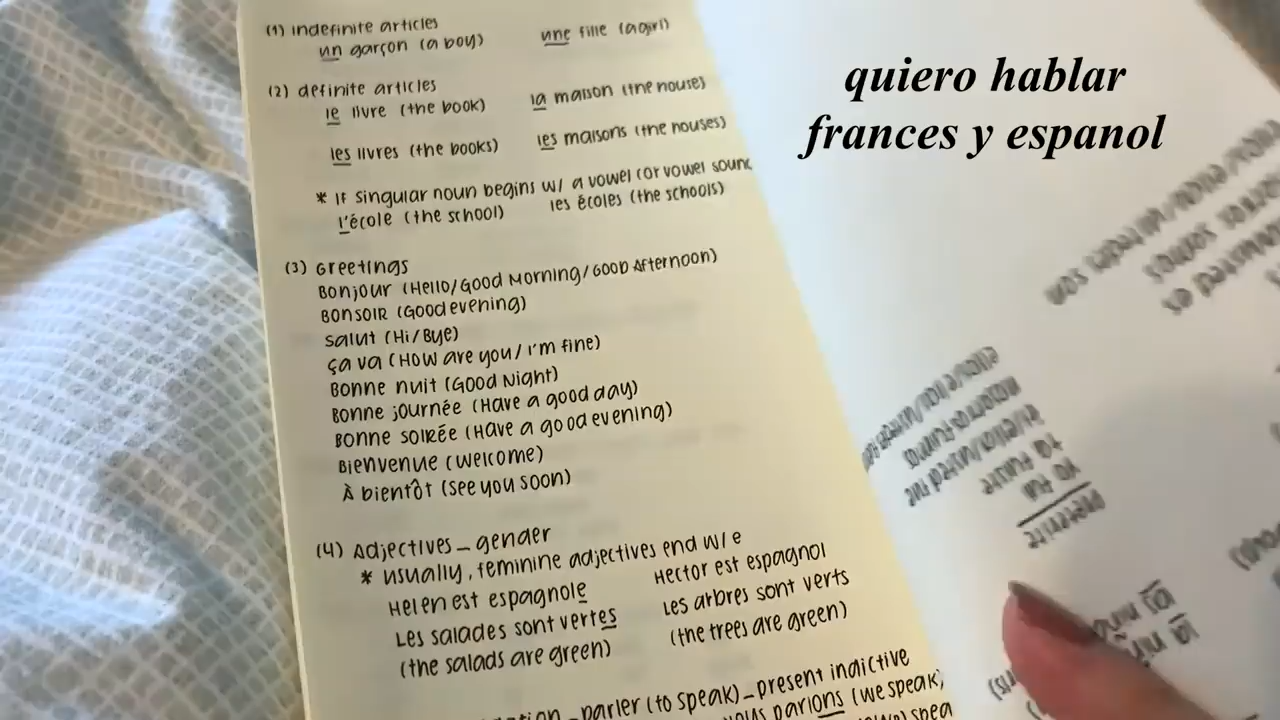 (1) indefinite articles
un garçon (a boy) une fille (a girl)
(2) definite articles
le livre (the book) la maison (the house)
les livres (the books) les maisons (the houses)
* If singular noun begins w/ a vowel (or vowel sound
l'école (the school) les écoles (the schools)
(3) Greetings
Bonjour (Hello/Good Morning/Good Afternoon)
Bonsoir (Good evening)
Salut (Hi/Bye)
ça va (How are you/I'm fine)
Bonne nuit (Good Night)
Bonne journée (Have a good day)
Bonne soirée (Have a good evening)
Bienvenue (welcome)
À bientôt (see you soon)
(4) Adjectives - gender
* usually, feminine adjectives end w/ e
Helen est espagnole Hector est espagnol
Les salades sont vertes Les arbres sont verts
(the salads are green) (the trees are green)
parler (to speak) - present indictive
parlons (we speak)
quiero hablar
frances y espanol
preterite
yo fui
tú fuiste